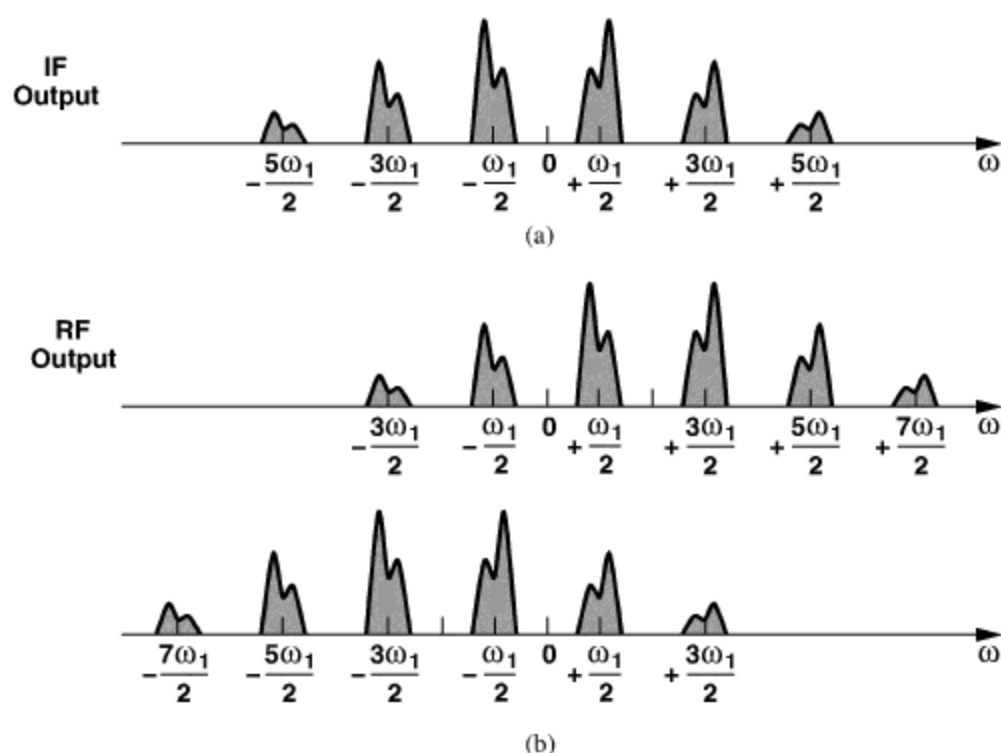 IF
Output
− 5ω₁/2 − 3ω₁/2 − ω₁/2 0 + ω₁/2 + 3ω₁/2 + 5ω₁/2 ω
(a)
RF
Output
− 3ω₁/2 − ω₁/2 0 + ω₁/2 + 3ω₁/2 + 5ω₁/2 + 7ω₁/2 ω
− 7ω₁/2 − 5ω₁/2 − 3ω₁/2 − ω₁/2 0 + ω₁/2 + 3ω₁/2 ω
(b)